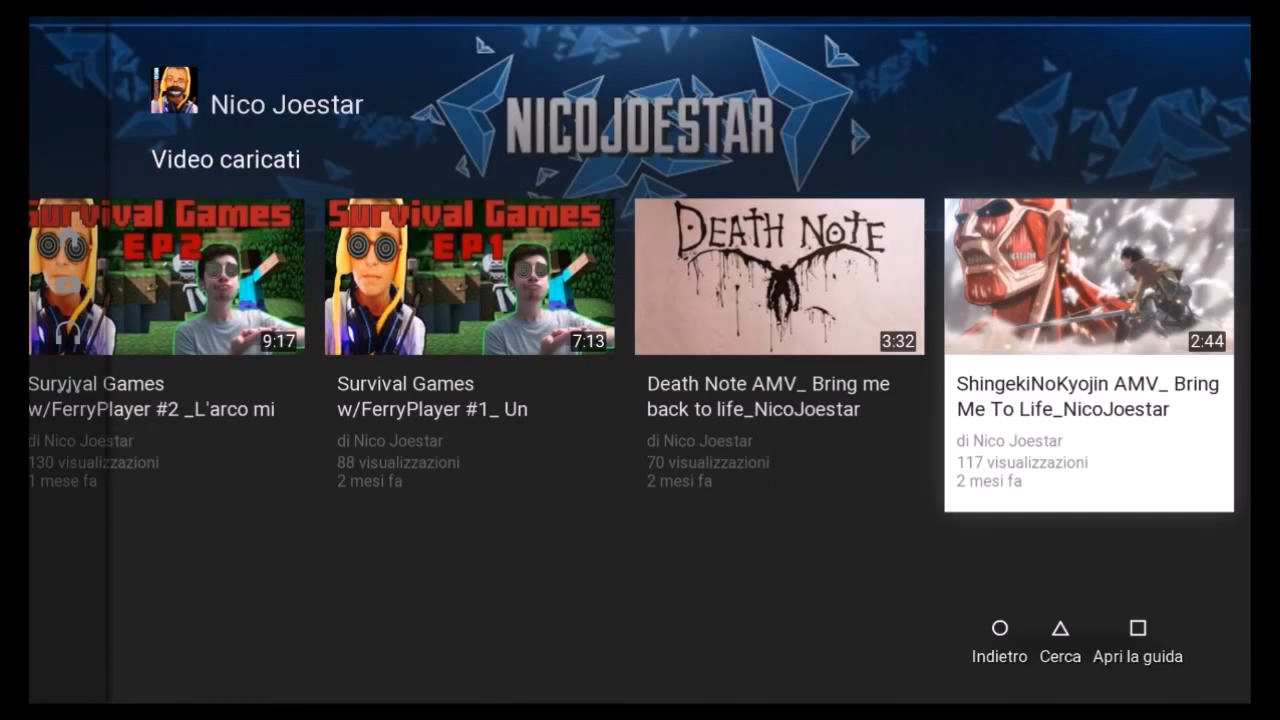 NICOJOESTAR
Nico Joestar
Video caricati
Survival Games
EP2
9:17
Survival Games
w/FerryPlayer #2 _L'arco mi
di Nico Joestar
130 visualizzazioni
1 mese fa
Survival Games
EP1
7:13
Survival Games
w/FerryPlayer #1_ Un
di Nico Joestar
88 visualizzazioni
2 mesi fa
DEATH NOTE
3:32
Death Note AMV_ Bring me
back to life_NicoJoestar
di Nico Joestar
70 visualizzazioni
2 mesi fa
2:44
ShingekiNoKyojin AMV_ Bring
Me To Life_NicoJoestar
di Nico Joestar
117 visualizzazioni
2 mesi fa
Indietro
Cerca
Apri la guida